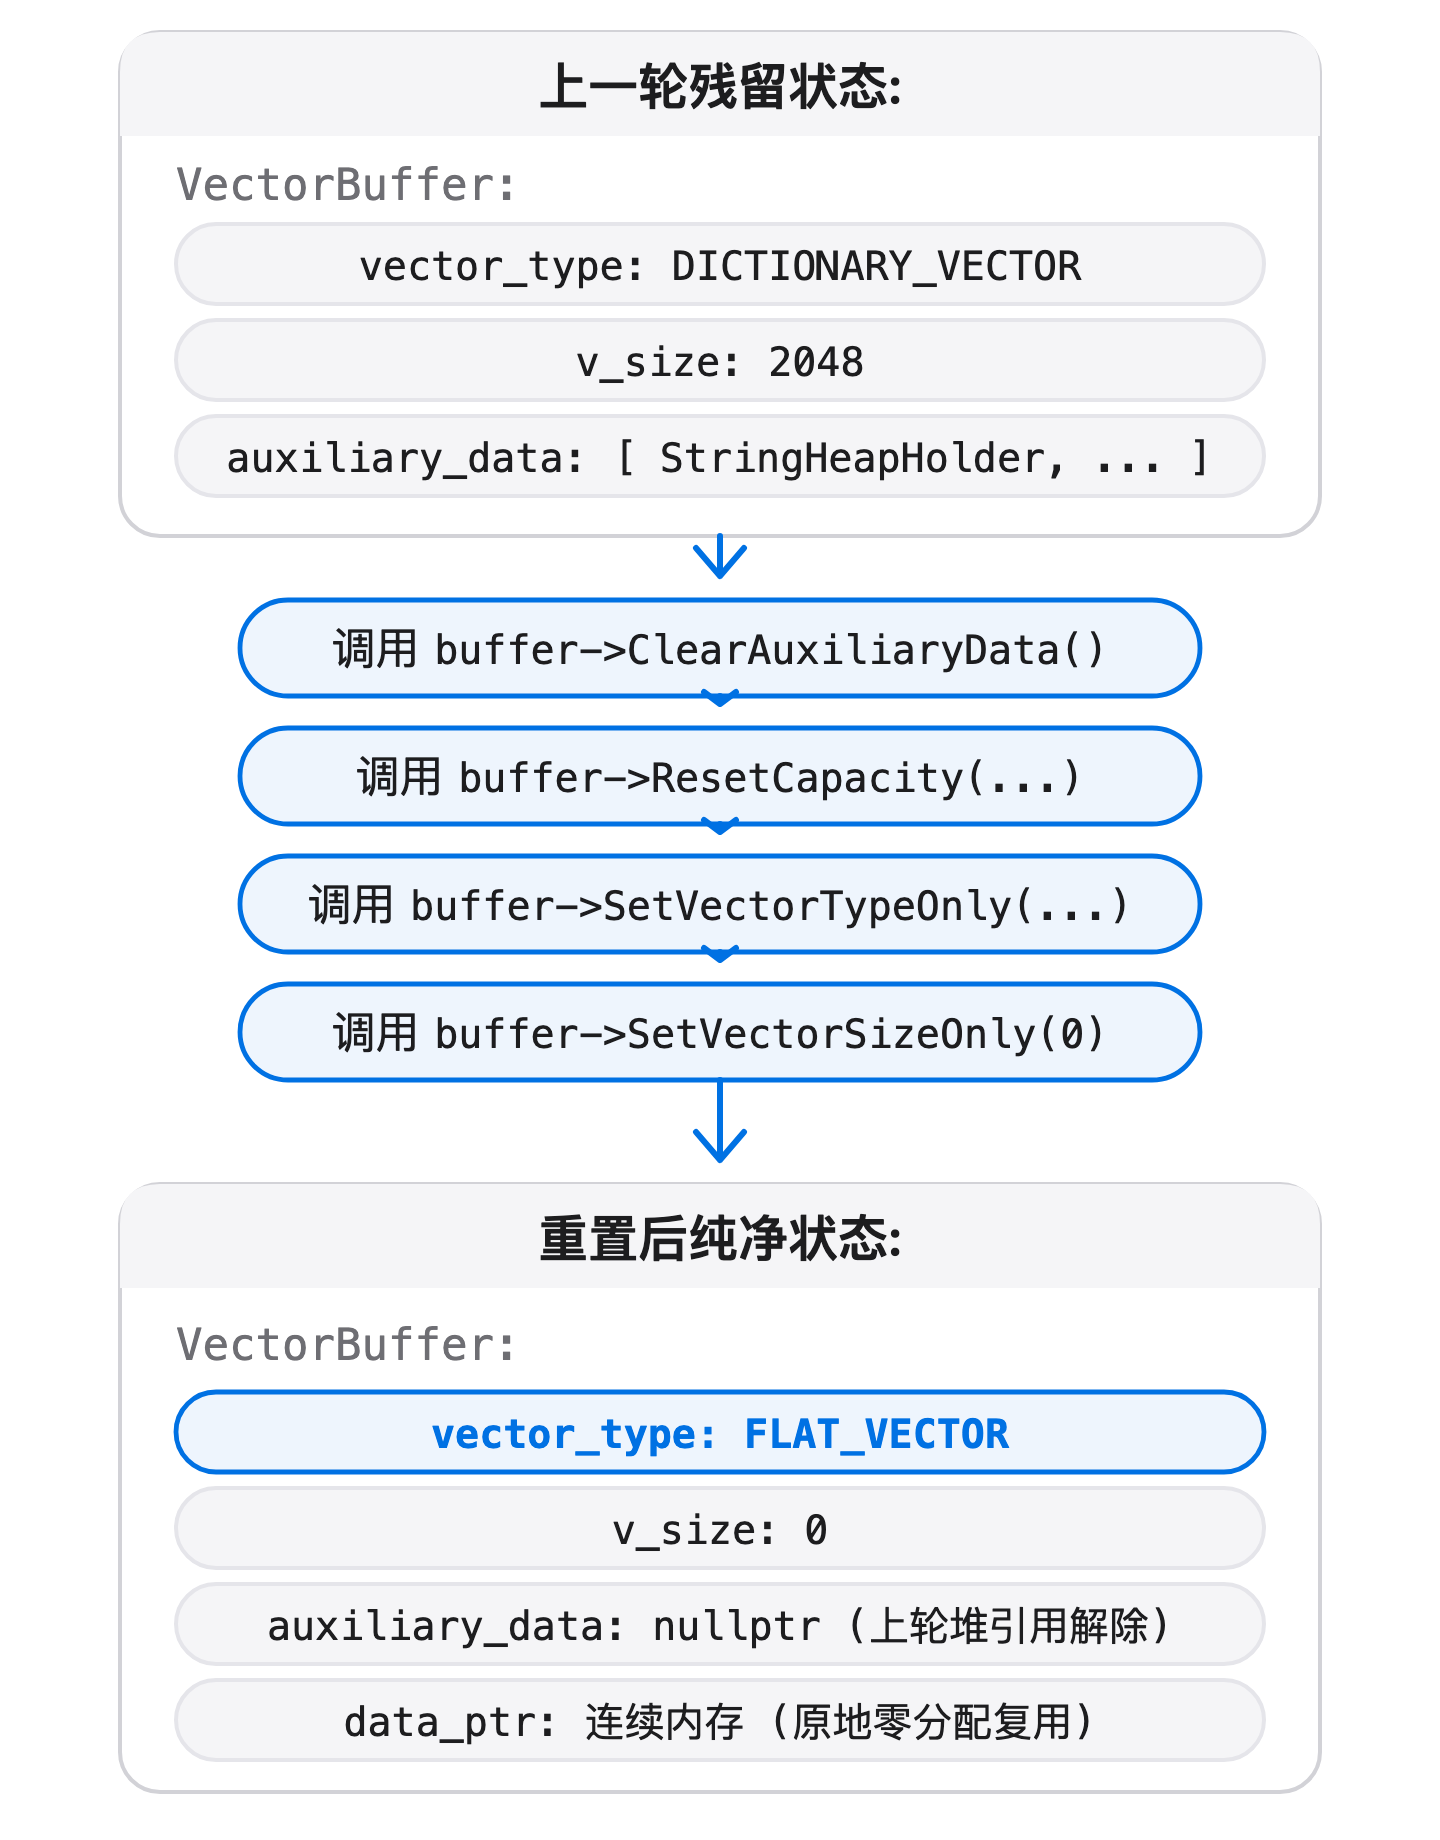 上一轮残留状态:
VectorBuffer:
vector_type: DICTIONARY_VECTOR
v_size: 2048
auxiliary_data: [ StringHeapHolder, ... ]
调用 buffer->ClearAuxiliaryData()
调用 buffer->ResetCapacity(...)
调用 buffer->SetVectorTypeOnly(...)
调用 buffer->SetVectorSizeOnly(0)
重置后纯净状态:
VectorBuffer:
vector_type: FLAT_VECTOR
v_size: 0
auxiliary_data: nullptr (上轮堆引用解除)
data_ptr: 连续内存 (原地零分配复用)